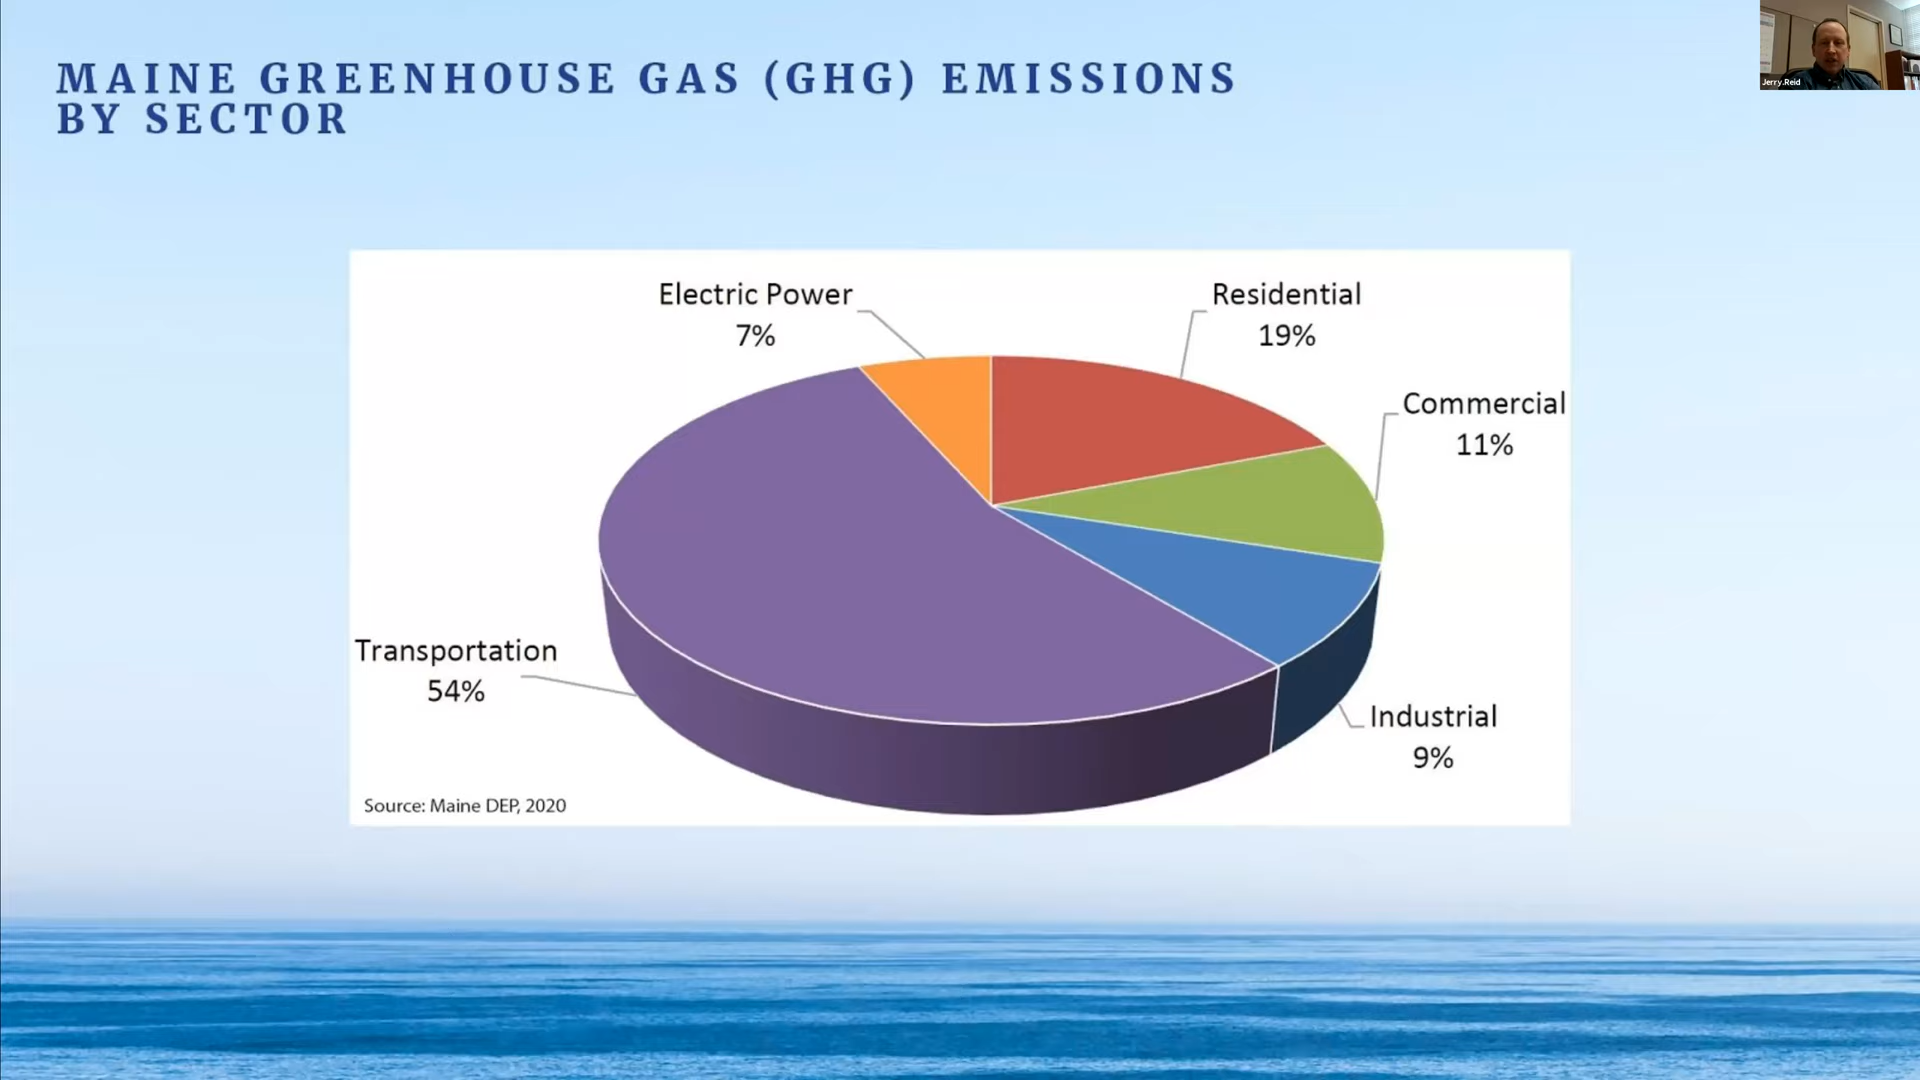 MAINE GREENHOUSE GAS (GHG) EMISSIONS
BY SECTOR
Jerry.Reid
Electric Power
7%
Residential
19%
Commercial
11%
Transportation
54%
Industrial
9%
Source: Maine DEP, 2020